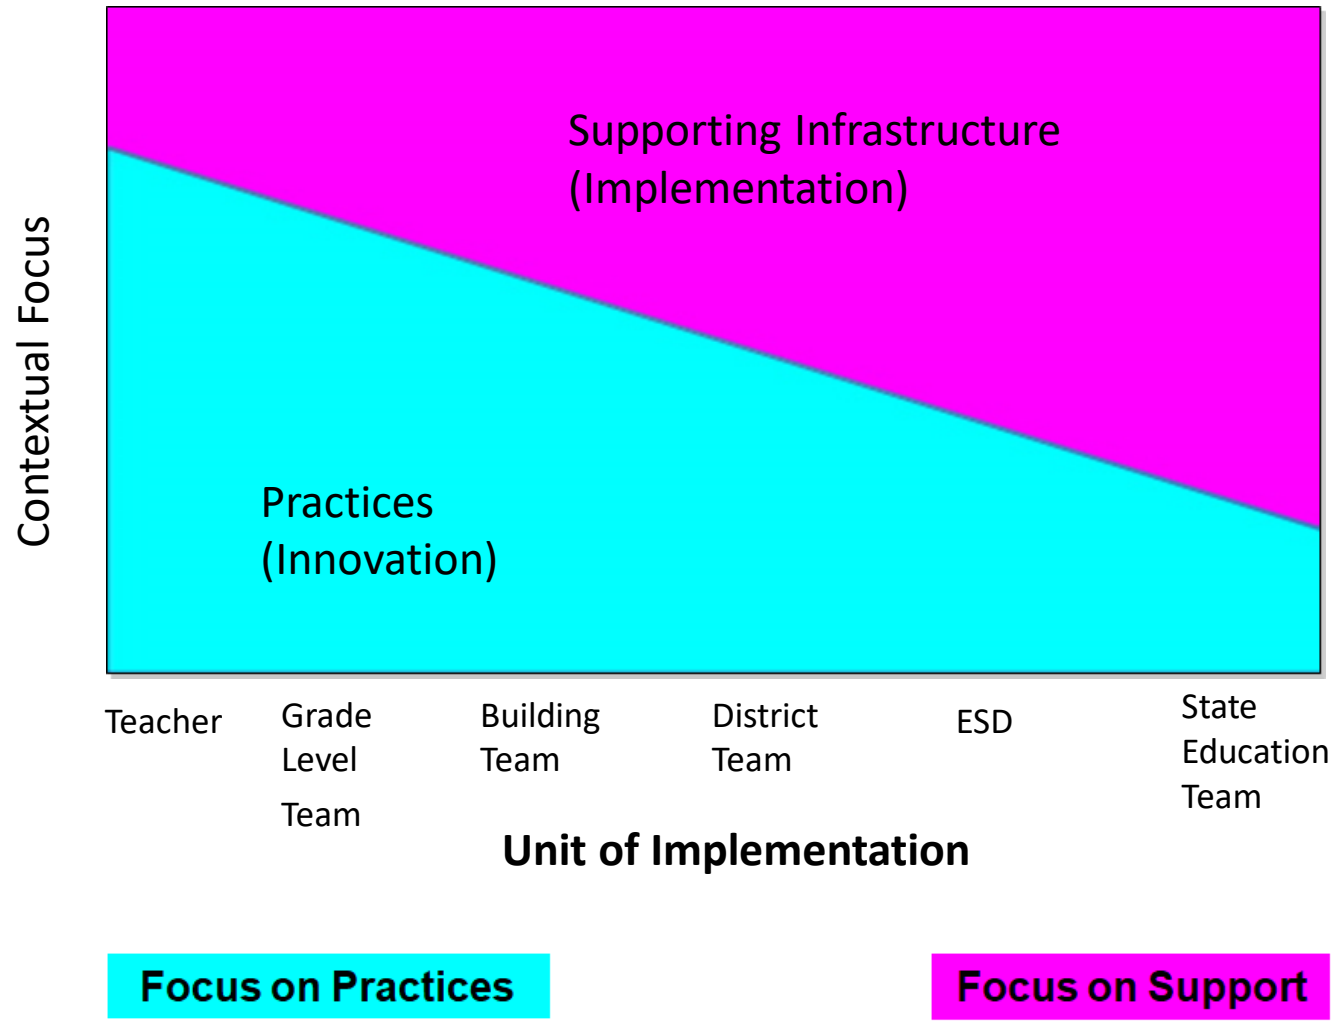 Supporting Infrastructure
(Implementation)
Contextual Focus
Practices
(Innovation)
Teacher
Grade
Level
Team
Building
Team
District
Team
ESD
State
Education
Team
Unit of Implementation
Focus on Practices
Focus on Support